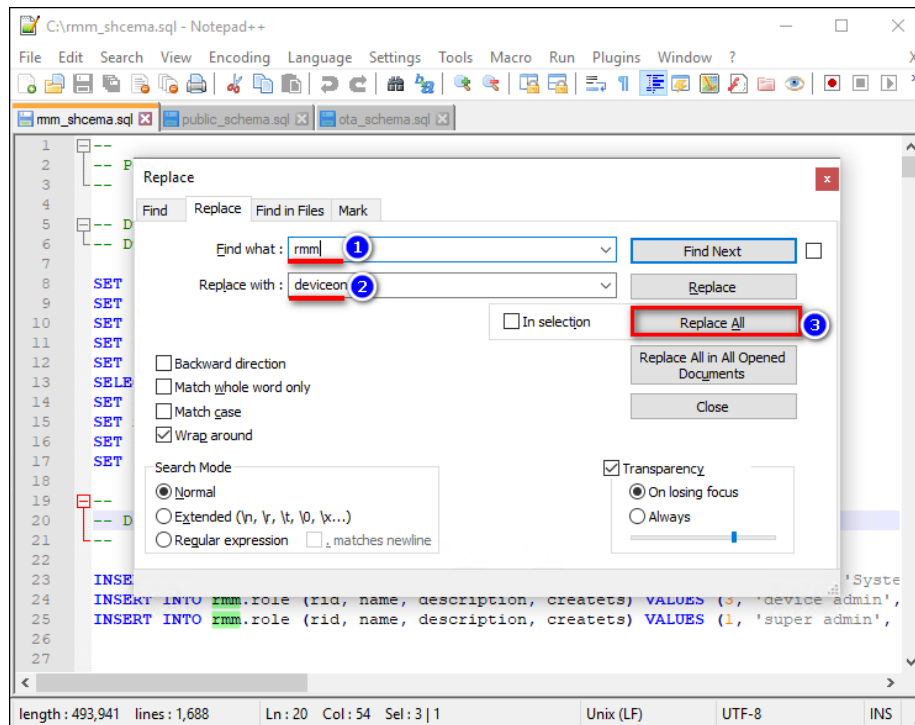 C:\rmm_shcema.sql - Notepad++
File Edit Search View Encoding Language Settings Tools Macro Run Plugins Window ? X
rmm_shcema.sql public_schema.sql ota_schema.sql
1 --
2 -- P
3 --
4
5 -- D
6 -- D
7
8 SET
9 SET
10 SET
11 SET
12 SET
13 SELE
14 SET
15 SET
16 SET
17 SET
18
19 --
20 -- D
21 --
22
23 INSE 'Syste
24 INSERT INTO rmm.role (rid, name, description, createts) VALUES (3, 'device admin',
25 INSERT INTO rmm.role (rid, name, description, createts) VALUES (1, 'super admin',
26
27
Replace
Find Replace Find in Files Mark
Find what : rmm 1 Find Next
Replace with : deviceon 2 Replace
In selection Replace All 3
Replace All in All Opened
Documents
Close
Backward direction
Match whole word only
Match case
Wrap around
Search Mode
Normal
Extended (\n, \r, \t, \0, \x...)
Regular expression . matches newline
Transparency
On losing focus
Always
length : 493,941 lines : 1,688 Ln : 20 Col : 54 Sel : 3 | 1 Unix (LF) UTF-8 INS